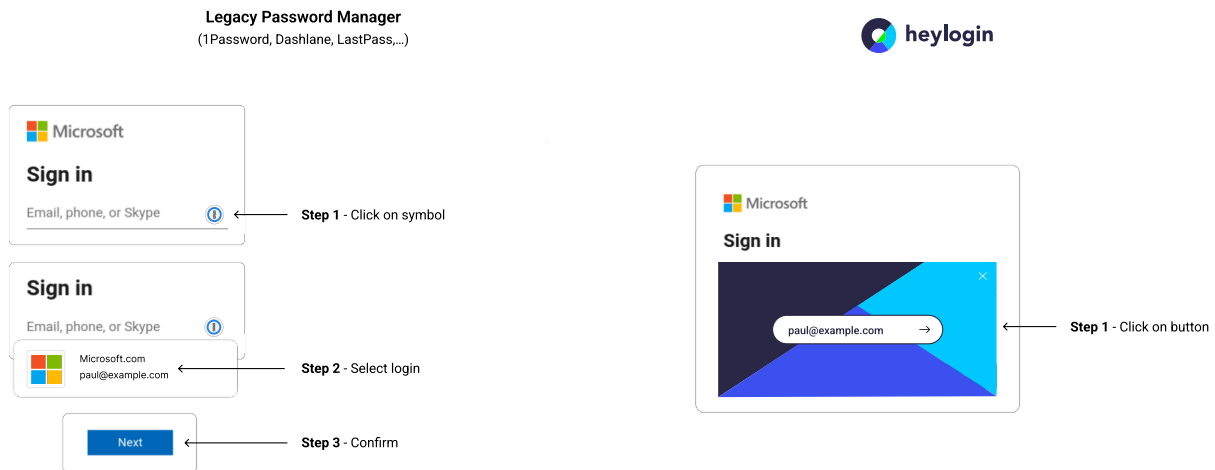 Legacy Password Manager
(1Password, Dashlane, LastPass,...)
Microsoft
Sign in
Email, phone, or Skype
Step 1 - Click on symbol
Sign in
Email, phone, or Skype
Microsoft.com
paul@example.com
Step 2 - Select login
Next
Step 3 - Confirm
heylogin
Microsoft
Sign in
paul@example.com
Step 1 - Click on button